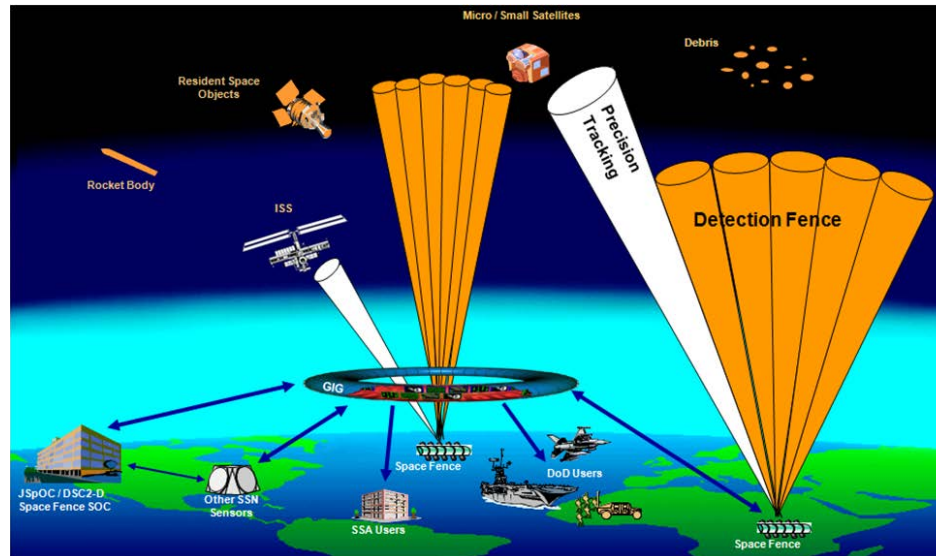 Micro / Small Satellites
Debris
Resident Space
Objects
Precision
Tracking
Rocket Body
ISS
Detection Fence
GIG
Space Fence
DoD Users
JSpOC / DSC2-D
Space Fence SOC
Other SSN
Sensors
SSA Users
Space Fence